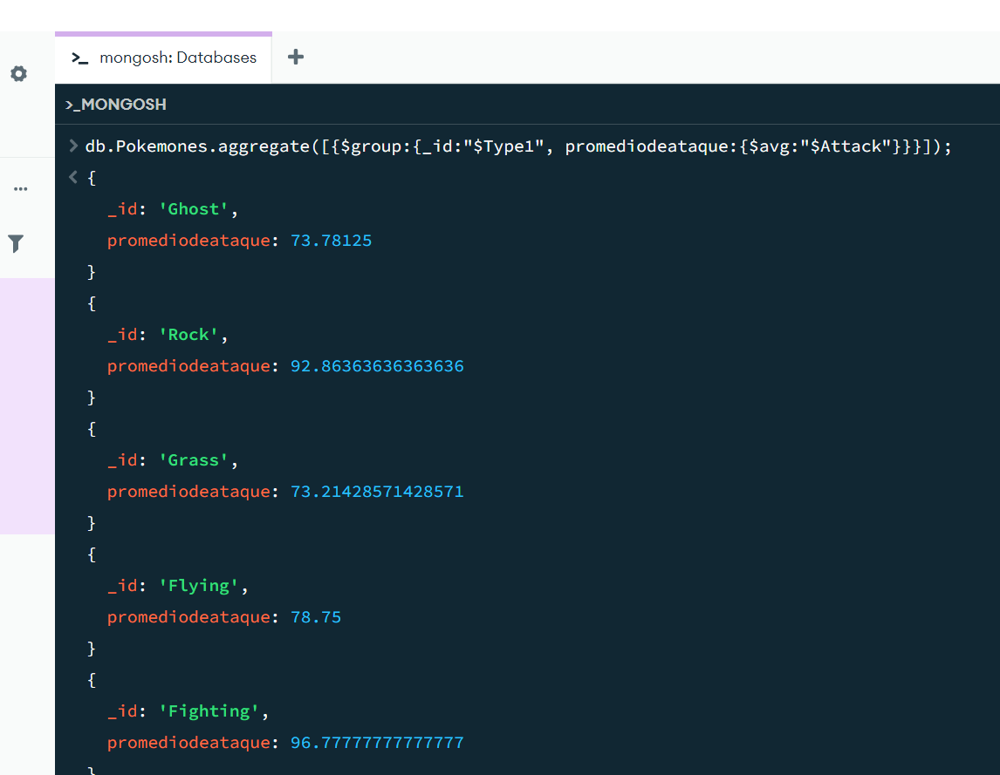 >_ mongosh: Databases +
>_MONGOSH
> db.Pokemones.aggregate([{$group:{_id:"$Type1", promediodeataque:{$avg:"$Attack"}}}]);
< {
_id: 'Ghost',
promediodeataque: 73.78125
}
{
_id: 'Rock',
promediodeataque: 92.86363636363636
}
{
_id: 'Grass',
promediodeataque: 73.21428571428571
}
{
_id: 'Flying',
promediodeataque: 78.75
}
{
_id: 'Fighting',
promediodeataque: 96.77777777777777
}